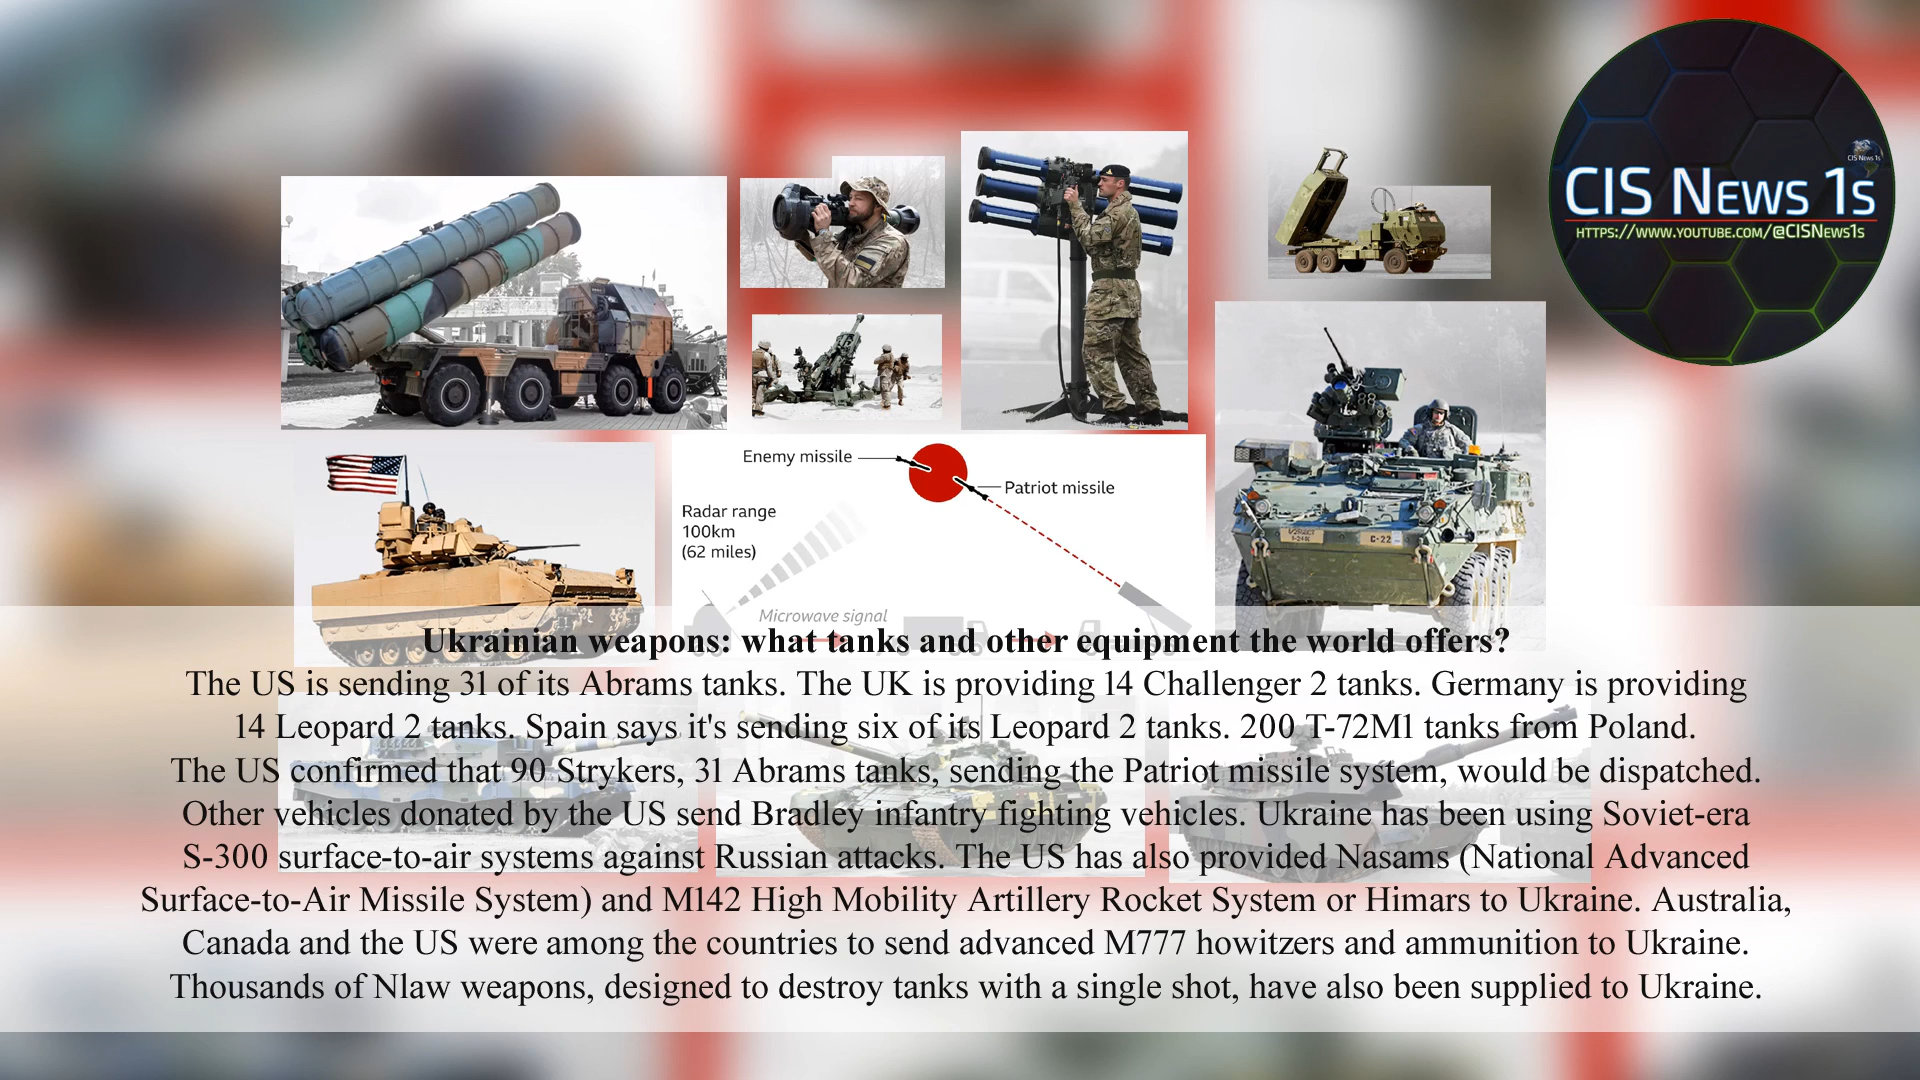 CIS News 1s
CIS News 1s
https://www.youtube.com/@CISNews1s
Enemy missile
Patriot missile
Radar range
100km
(62 miles)
C-22
Microwave signal
Ukrainian weapons: what tanks and other equipment the world offers?
The US is sending 31 of its Abrams tanks. The UK is providing 14 Challenger 2 tanks. Germany is providing
14 Leopard 2 tanks. Spain says it's sending six of its Leopard 2 tanks. 200 T-72M1 tanks from Poland.
The US confirmed that 90 Strykers, 31 Abrams tanks, sending the Patriot missile system, would be dispatched.
Other vehicles donated by the US send Bradley infantry fighting vehicles. Ukraine has been using Soviet-era
S-300 surface-to-air systems against Russian attacks. The US has also provided Nasams (National Advanced
Surface-to-Air Missile System) and M142 High Mobility Artillery Rocket System or Himars to Ukraine. Australia,
Canada and the US were among the countries to send advanced M777 howitzers and ammunition to Ukraine.
Thousands of Nlaw weapons, designed to destroy tanks with a single shot, have also been supplied to Ukraine.